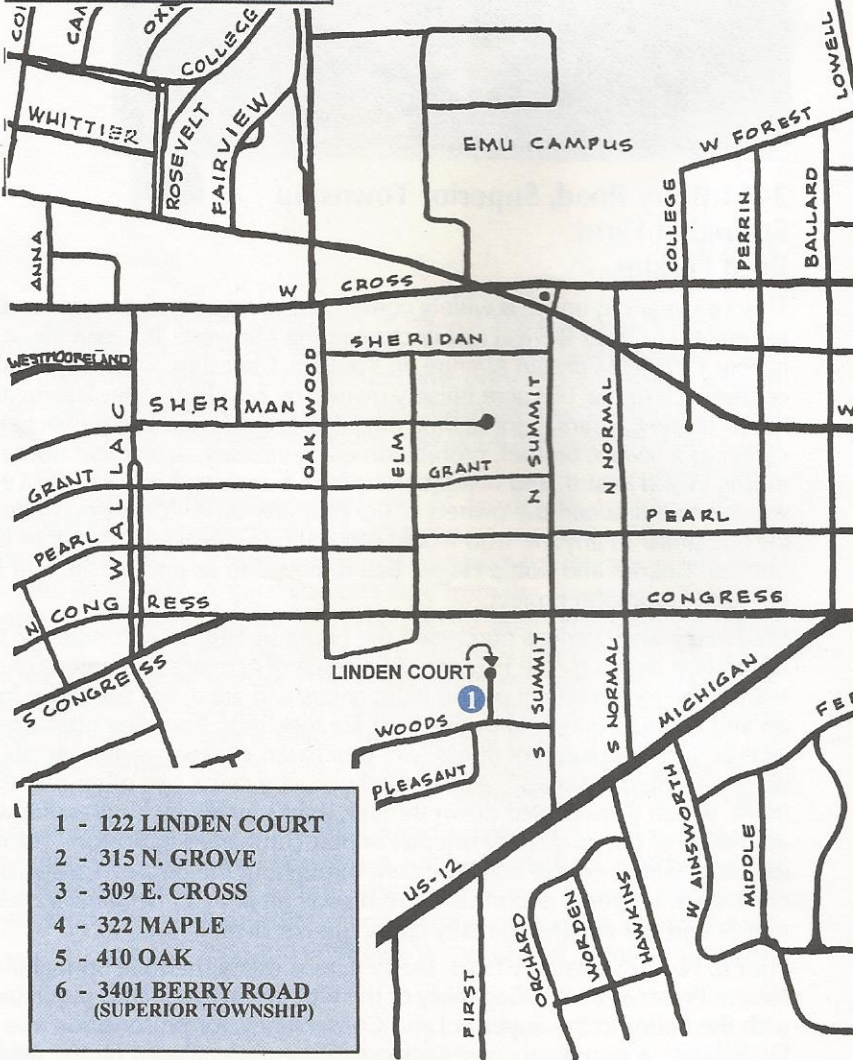 COLLEGE
WHITTIER
ROSEVELT
FAIRVIEW
EMU CAMPUS
W FOREST
LOWELL
COLLEGE
PERRIN
BALLARD
ANNA
W CROSS
WESTMOORELAND
SHERIDAN
WALLAC
SHERMAN
OAKWOOD
ELM
N SUMMIT
N NORMAL
W
GRANT
GRANT
PEARL
PEARL
N CONGRESS
CONGRESS
S CONGRESS
LINDEN COURT
1
S SUMMIT
S NORMAL
MICHIGAN
WOODS
PLEASANT
US-12
FIRST
ORCHARD
WORDEN
HAWKINS
W AINSWORTH
MIDDLE
1 - 122 LINDEN COURT
2 - 315 N. GROVE
3 - 309 E. CROSS
4 - 322 MAPLE
5 - 410 OAK
6 - 3401 BERRY ROAD
(SUPERIOR TOWNSHIP)